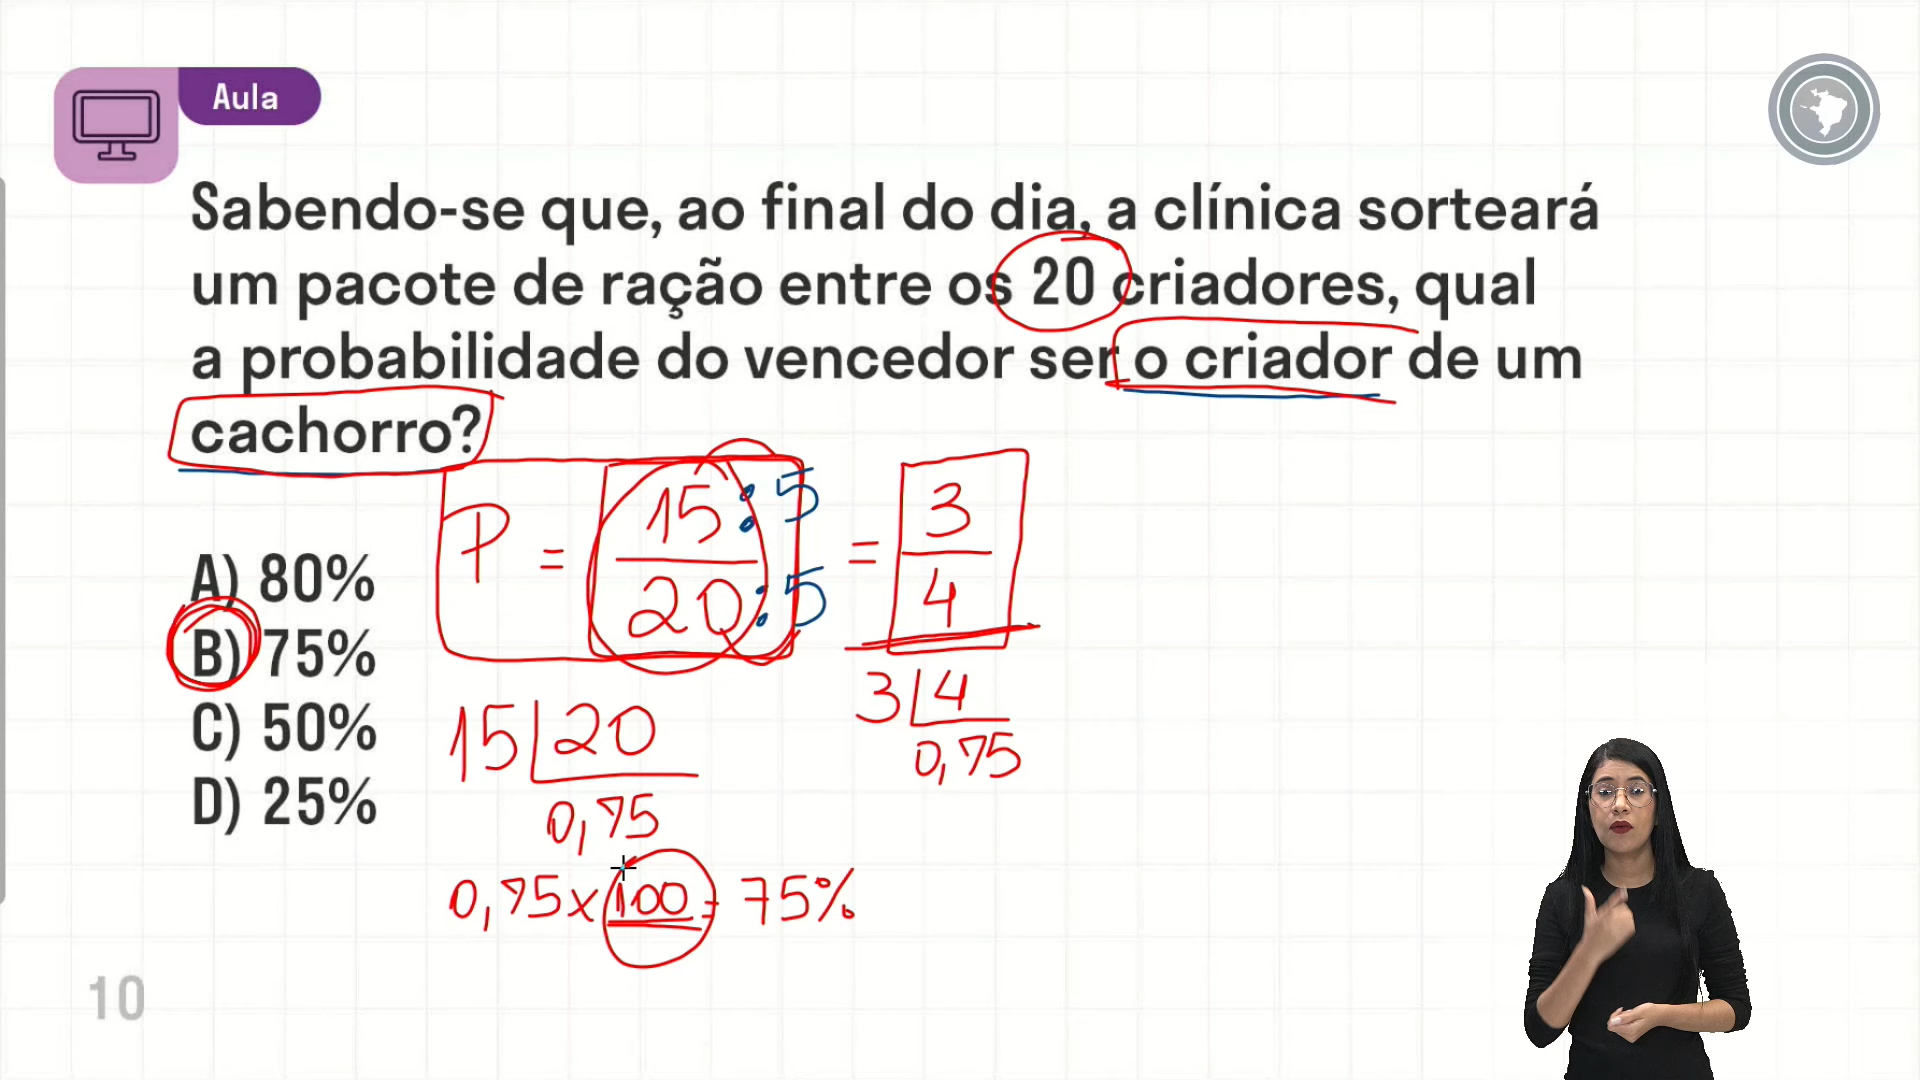 Aula
Sabendo-se que, ao final do dia, a clínica sorteará
um pacote de ração entre os 20 criadores, qual
a probabilidade do vencedor ser o criador de um
cachorro?
P = 15:5 / 20:5 = 3/4
A) 80%
B) 75%
C) 50%
D) 25%
15 20
0,75
3 4
0,75
0,75 x 100 = 75%
10